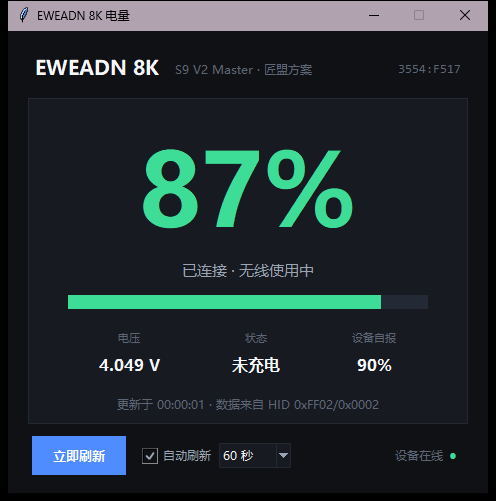 EWEADN 8K 电量
EWEADN 8K S9 V2 Master · 匠盟方案 3554:F517
87%
已连接 · 无线使用中
电压 状态 设备自报
4.049 V 未充电 90%
更新于 00:00:01 · 数据来自 HID 0xFF02/0x0002
立即刷新 自动刷新 60 秒 设备在线